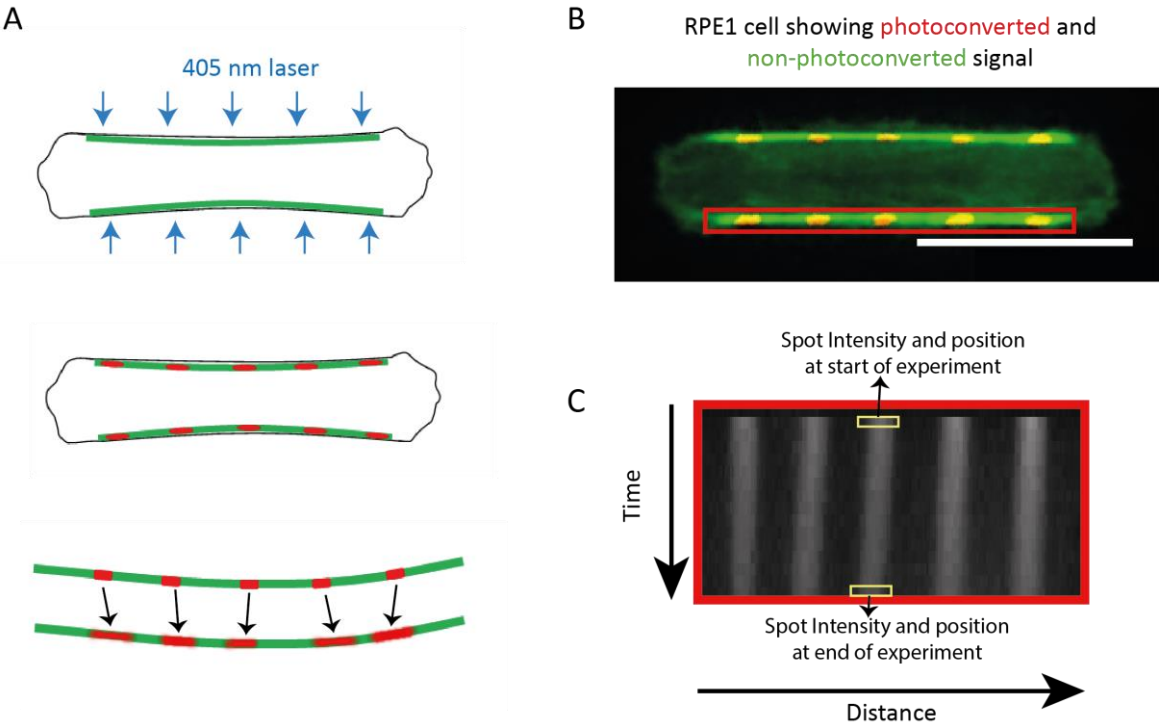 A
405 nm laser
B
RPE1 cell showing photoconverted and
non-photoconverted signal
C
Spot Intensity and position
at start of experiment
Time
Spot Intensity and position
at end of experiment
Distance